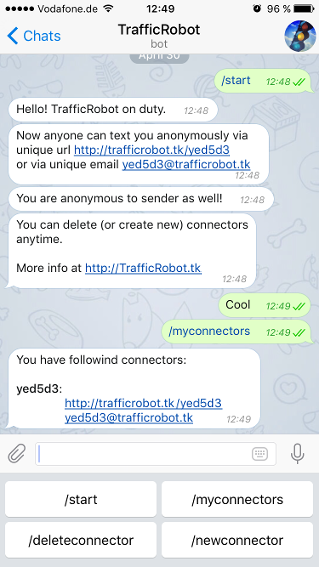 Vodafone.de 12:49 96 %
Chats
TrafficRobot
bot
April 30
/start 12:48
Hello! TrafficRobot on duty. 12:48
Now anyone can text you anonymously via
unique url http://trafficrobot.tk/yed5d3
or via unique email yed5d3@trafficrobot.tk
12:48
You are anonymous to sender as well! 12:48
You can delete (or create new) connectors
anytime.
More info at http://TrafficRobot.tk 12:48
Cool 12:49
/myconnectors 12:49
You have followind connectors:
yed5d3:
http://trafficrobot.tk/yed5d3
yed5d3@trafficrobot.tk 12:49
/start /myconnectors
/deleteconnector /newconnector